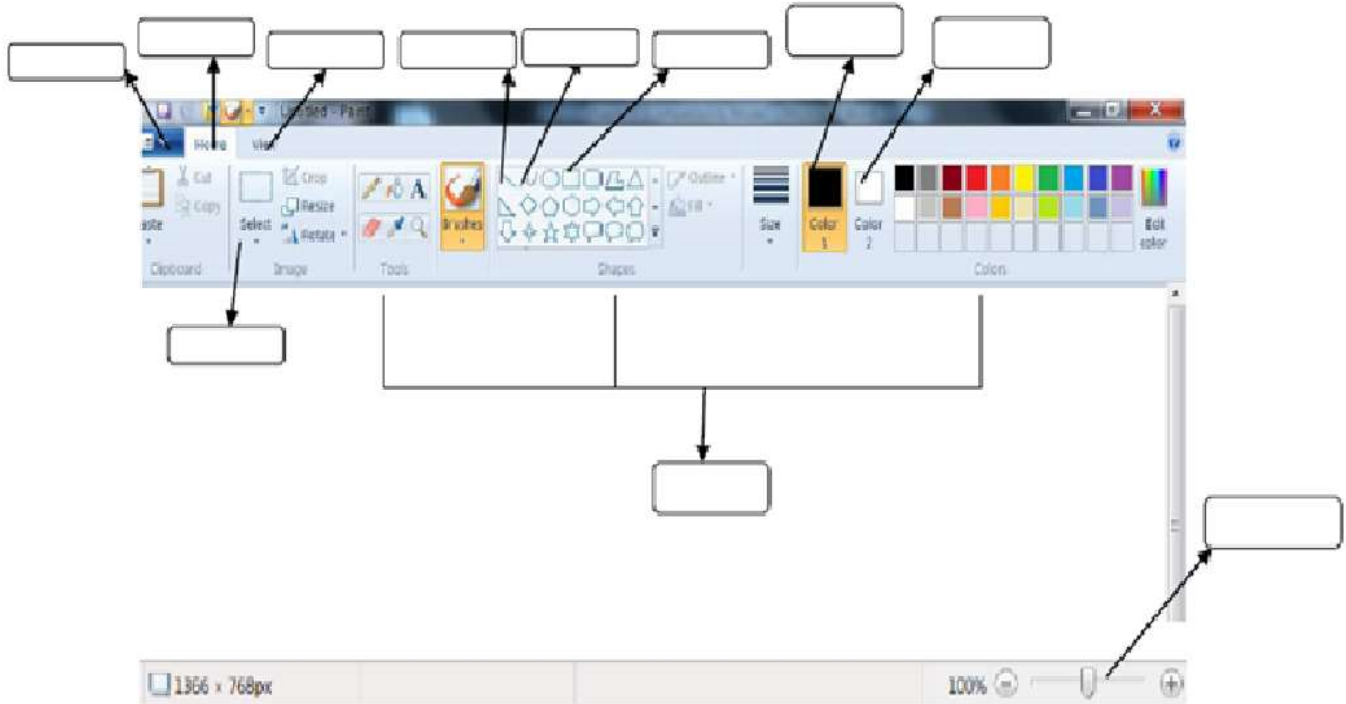 Untitled - Paint
Home View
Cut Crop Outline
Copy Resize A Fill
aste Select Rotate Brushes Size Color 1 Color 2 Edit color
Clipboard Image Tools Shapes Colors
1366 × 768px 100%